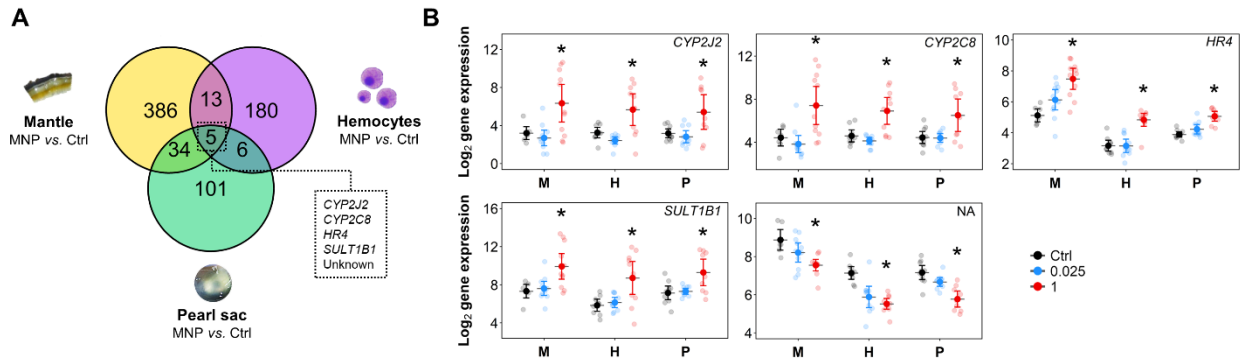 A
Mantle
MNP vs. Ctrl
386
13
180
34
5
6
101
Hemocytes
MNP vs. Ctrl
CYP2J2
CYP2C8
HR4
SULT1B1
Unknown
Pearl sac
MNP vs. Ctrl
B
Log2 gene expression
CYP2J2
12
8
4
0
*
*
*
M
H
P
CYP2C8
12
8
4
*
*
*
M
H
P
HR4
10
8
6
4
2
*
*
*
M
H
P
Log2 gene expression
SULT1B1
16
12
8
4
*
*
*
M
H
P
NA
10
8
6
4
*
*
*
M
H
P
Ctrl
0.025
1